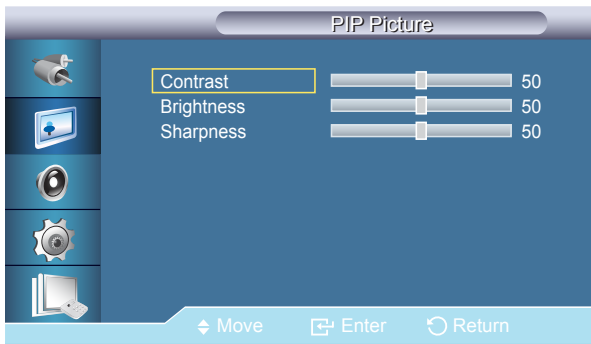 PIP Picture
Contrast 50
Brightness 50
Sharpness 50
Move Enter Return